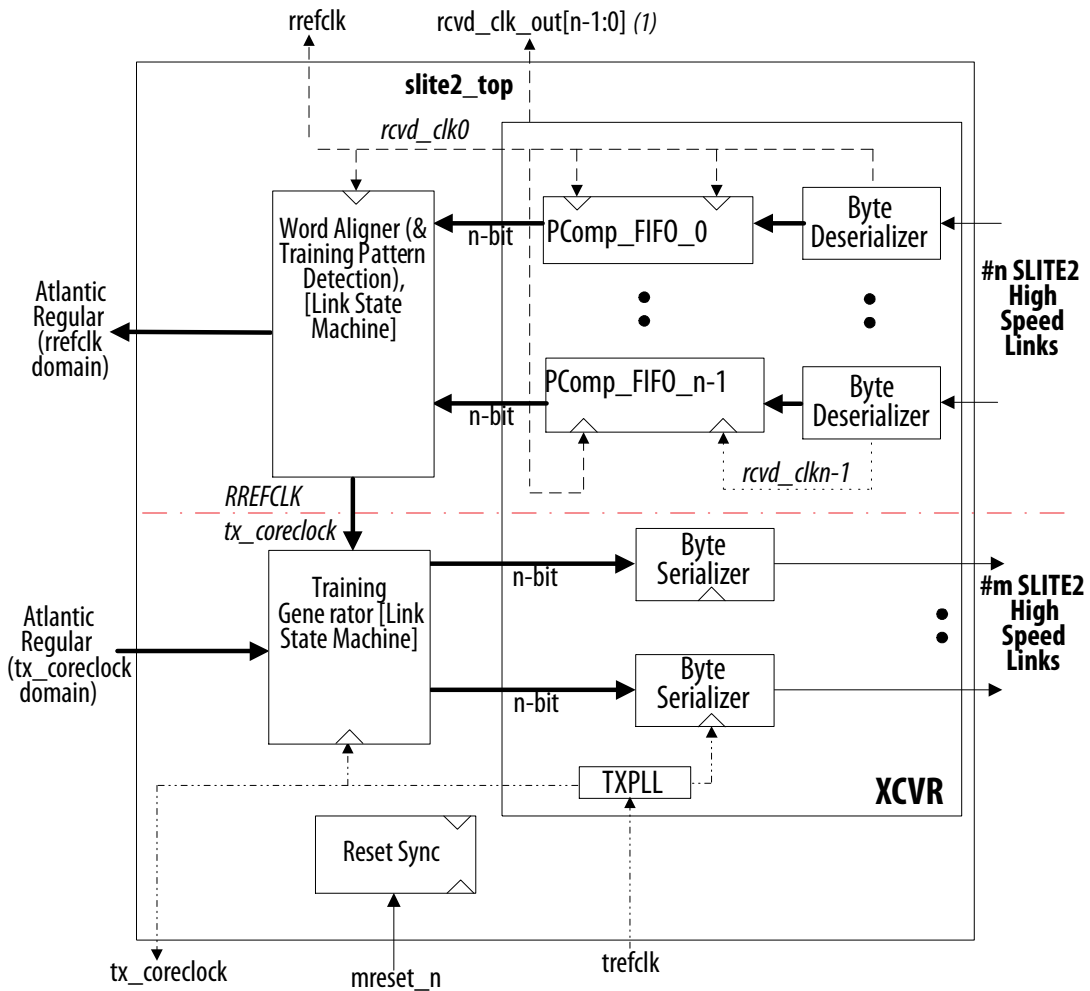 rrefclk
rcvd_clk_out[n-1:0] (1)
slite2_top
rcvd_clk0
Word Aligner (&
Training Pattern
Detection),
[Link State
Machine]
n-bit
PComp_FIFO_0
Byte
Deserializer
#n SLITE2
High
Speed
Links
Atlantic
Regular
(rrefclk
domain)
n-bit
PComp_FIFO_n-1
Byte
Deserializer
rcvd_clkn-1
RREFCLK
tx_coreclock
Training
Gene rator [Link
State Machine]
n-bit
Byte
Serializer
#m SLITE2
High
Speed
Links
Atlantic
Regular
(tx_coreclock
domain)
n-bit
Byte
Serializer
TXPLL
XCVR
Reset Sync
tx_coreclock
mreset_n
trefclk